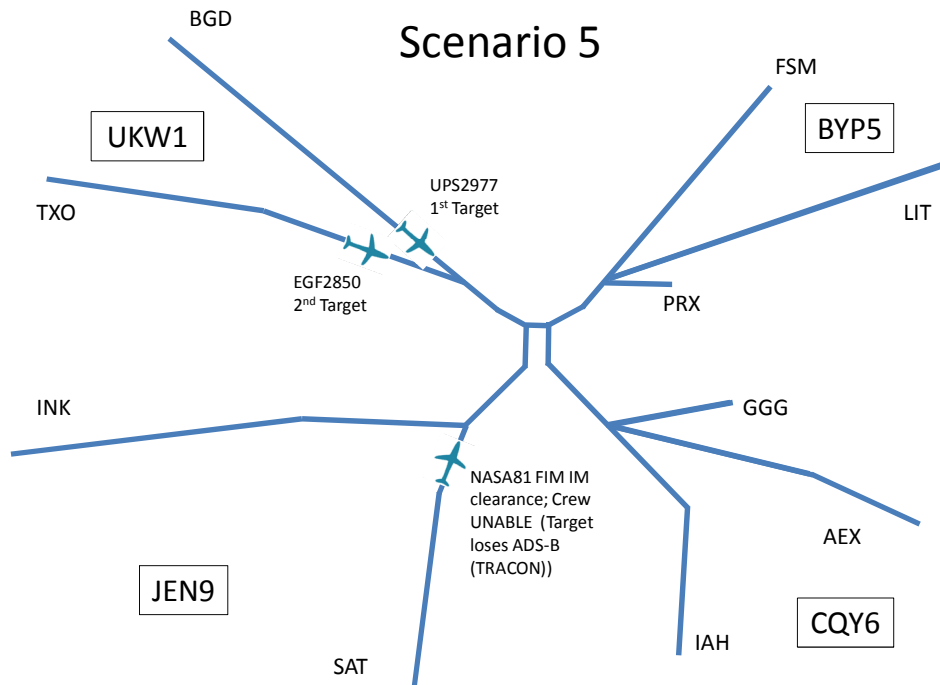 Scenario 5
BGD
FSM
UKW1
BYP5
UPS2977
1st Target
TXO
LIT
EGF2850
2nd Target
PRX
INK
GGG
NASA81 FIM IM
clearance; Crew
UNABLE (Target
loses ADS-B
(TRACON))
AEX
JEN9
CQY6
IAH
SAT